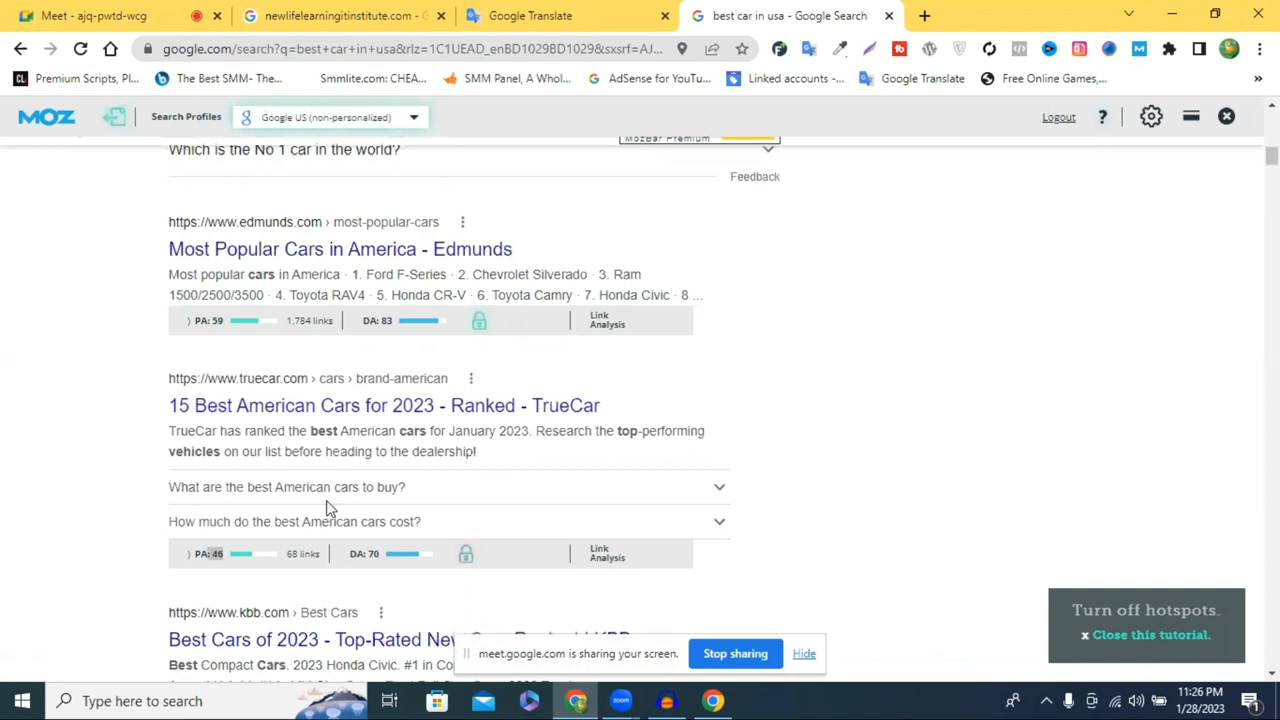 Meet - ajq-pwtd-wcg
newlifelearningitinstitute.com - G
Google Translate
best car in usa - Google Search
google.com/search?q=best+car+in+usa&rlz=1C1UEAD_enBD1029BD1029&sxsrf=AJ...
Premium Scripts, Pl...
The Best SMM- The...
Smmlite.com: CHEA...
SMM Panel, A Whol...
AdSense for YouTu...
Linked accounts -...
Google Translate
Free Online Games,...
»
MOZ
Search Profiles
Google US (non-personalized)
Logout
?
MozBar Premium
Which is the No 1 car in the world?
Feedback
https://www.edmunds.com › most-popular-cars
Most Popular Cars in America - Edmunds
Most popular cars in America · 1. Ford F-Series · 2. Chevrolet Silverado · 3. Ram
1500/2500/3500 · 4. Toyota RAV4 · 5. Honda CR-V · 6. Toyota Camry · 7. Honda Civic · 8 ...
PA: 59 1,784 links DA: 83 Link Analysis
https://www.truecar.com › cars › brand-american
15 Best American Cars for 2023 - Ranked - TrueCar
TrueCar has ranked the best American cars for January 2023. Research the top-performing
vehicles on our list before heading to the dealership!
What are the best American cars to buy?
How much do the best American cars cost?
PA: 46 68 links DA: 70 Link Analysis
https://www.kbb.com › Best Cars
Best Cars of 2023 - Top-Rated New
Best Compact Cars. 2023 Honda Civic. #1 in Co
meet.google.com is sharing your screen.
Stop sharing
Hide
Turn off hotspots.
x Close this tutorial.
Type here to search
zoom
11:26 PM
1/28/2023